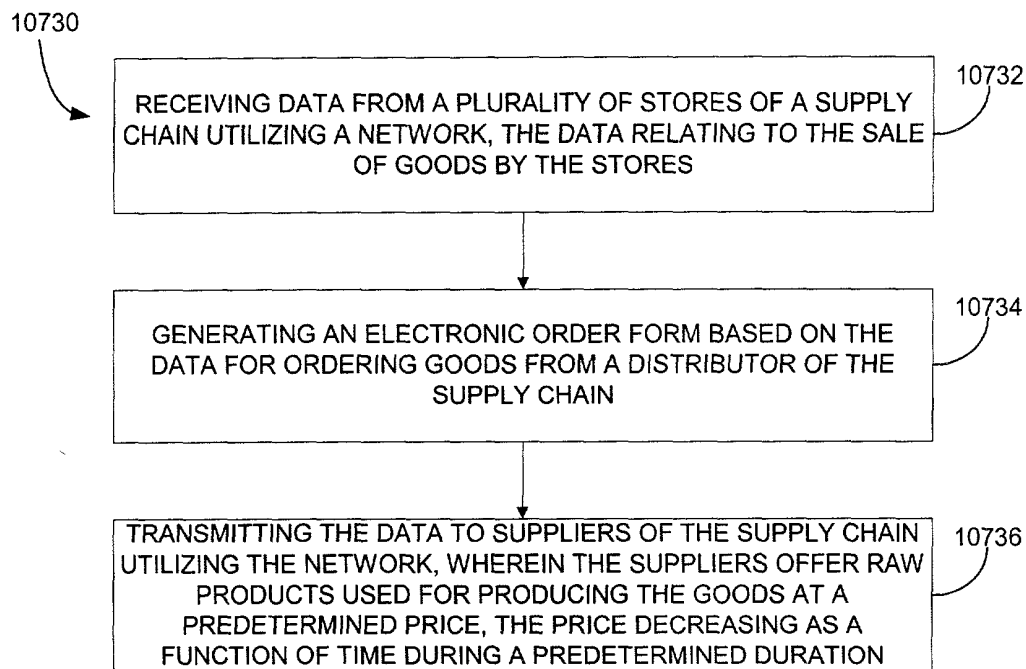 10730
10732
RECEIVING DATA FROM A PLURALITY OF STORES OF A SUPPLY
CHAIN UTILIZING A NETWORK, THE DATA RELATING TO THE SALE
OF GOODS BY THE STORES
10734
GENERATING AN ELECTRONIC ORDER FORM BASED ON THE
DATA FOR ORDERING GOODS FROM A DISTRIBUTOR OF THE
SUPPLY CHAIN
10736
TRANSMITTING THE DATA TO SUPPLIERS OF THE SUPPLY CHAIN
UTILIZING THE NETWORK, WHEREIN THE SUPPLIERS OFFER RAW
PRODUCTS USED FOR PRODUCING THE GOODS AT A
PREDETERMINED PRICE, THE PRICE DECREASING AS A
FUNCTION OF TIME DURING A PREDETERMINED DURATION